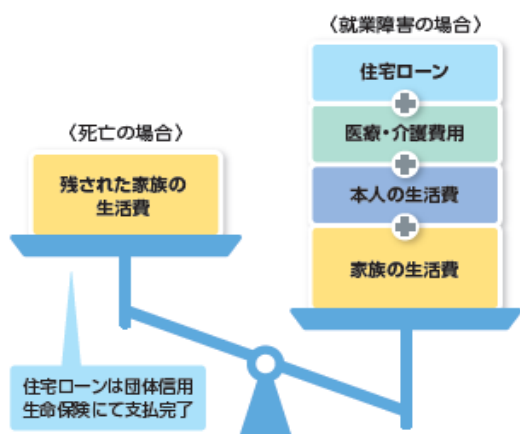 〈就業障害の場合〉
住宅ローン
医療・介護費用
本人の生活費
家族の生活費
〈死亡の場合〉
残された家族の
生活費
住宅ローンは団体信用
生命保険にて支払完了